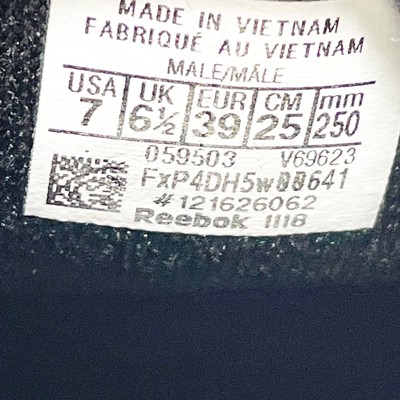 MADE IN VIETNAM
FABRIQUÉ AU VIETNAM
MALE/MÂLE
USA UK EUR CM mm
7 6½ 39 25 250
059503 V69623
FxP4DH5w00641
#121626062
Reebok 1118